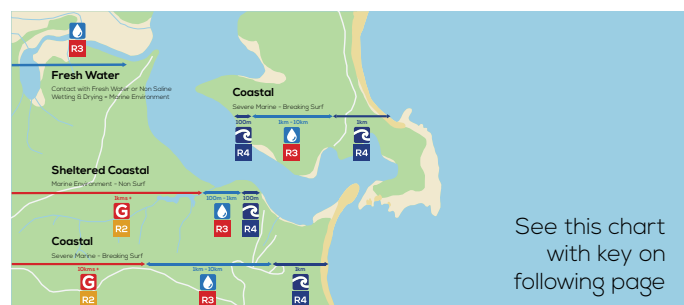 R3
Fresh Water
Contact with Fresh Water or Non Saline
Wetting & Drying + Marine Environment
Coastal
Severe Marine - Breaking Surf
100m
1km - 10km
1km
R4
R3
R4
Sheltered Coastal
Marine Environment - Non Surf
1kms +
100m - 1km
100m
G
R2
R3
R4
Coastal
Severe Marine - Breaking Surf
10kms +
1km - 10km
1km
G
R2
R3
R4
See this chart
with key on
following page